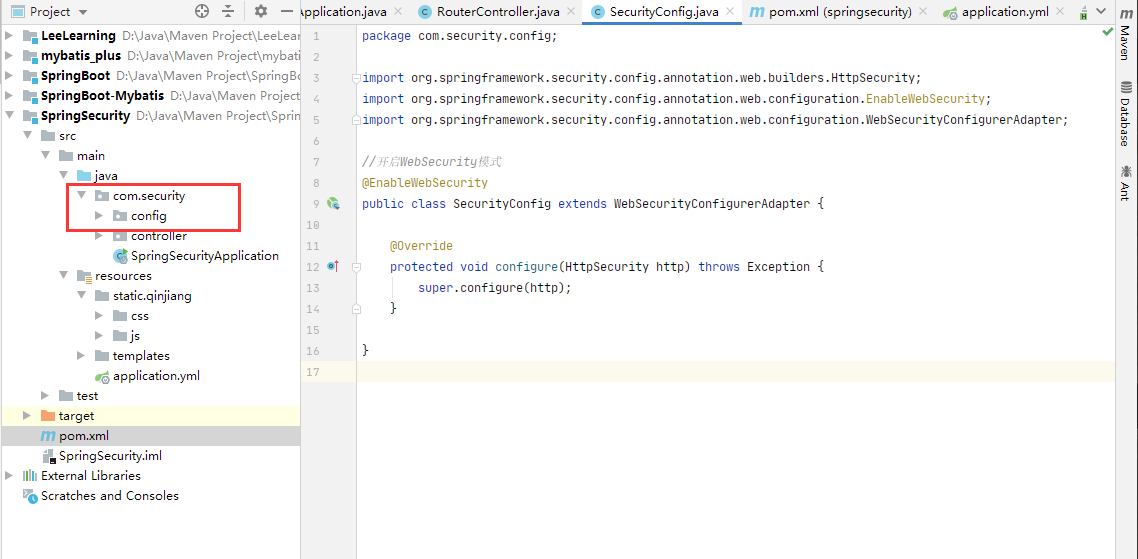 Project
Application.java
RouterController.java
SecurityConfig.java
pom.xml (springsecurity)
application.yml
LeeLearning D:\Java\Maven Project\LeeLearn
mybatis_plus D:\Java\Maven Project\mybati
SpringBoot D:\Java\Maven Project\SpringBo
SpringBoot-Mybatis D:\Java\Maven Project
SpringSecurity D:\Java\Maven Project\Sprin
src
main
java
com.security
config
controller
SpringSecurityApplication
resources
static.qinjiang
css
js
templates
application.yml
test
target
pom.xml
SpringSecurity.iml
External Libraries
Scratches and Consoles
1 package com.security.config;
2
3 import org.springframework.security.config.annotation.web.builders.HttpSecurity;
4 import org.springframework.security.config.annotation.web.configuration.EnableWebSecurity;
5 import org.springframework.security.config.annotation.web.configuration.WebSecurityConfigurerAdapter;
6
7 //开启WebSecurity模式
8 @EnableWebSecurity
9 public class SecurityConfig extends WebSecurityConfigurerAdapter {
10
11 @Override
12 protected void configure(HttpSecurity http) throws Exception {
13 super.configure(http);
14 }
15
16 }
17
Maven
Database
Ant